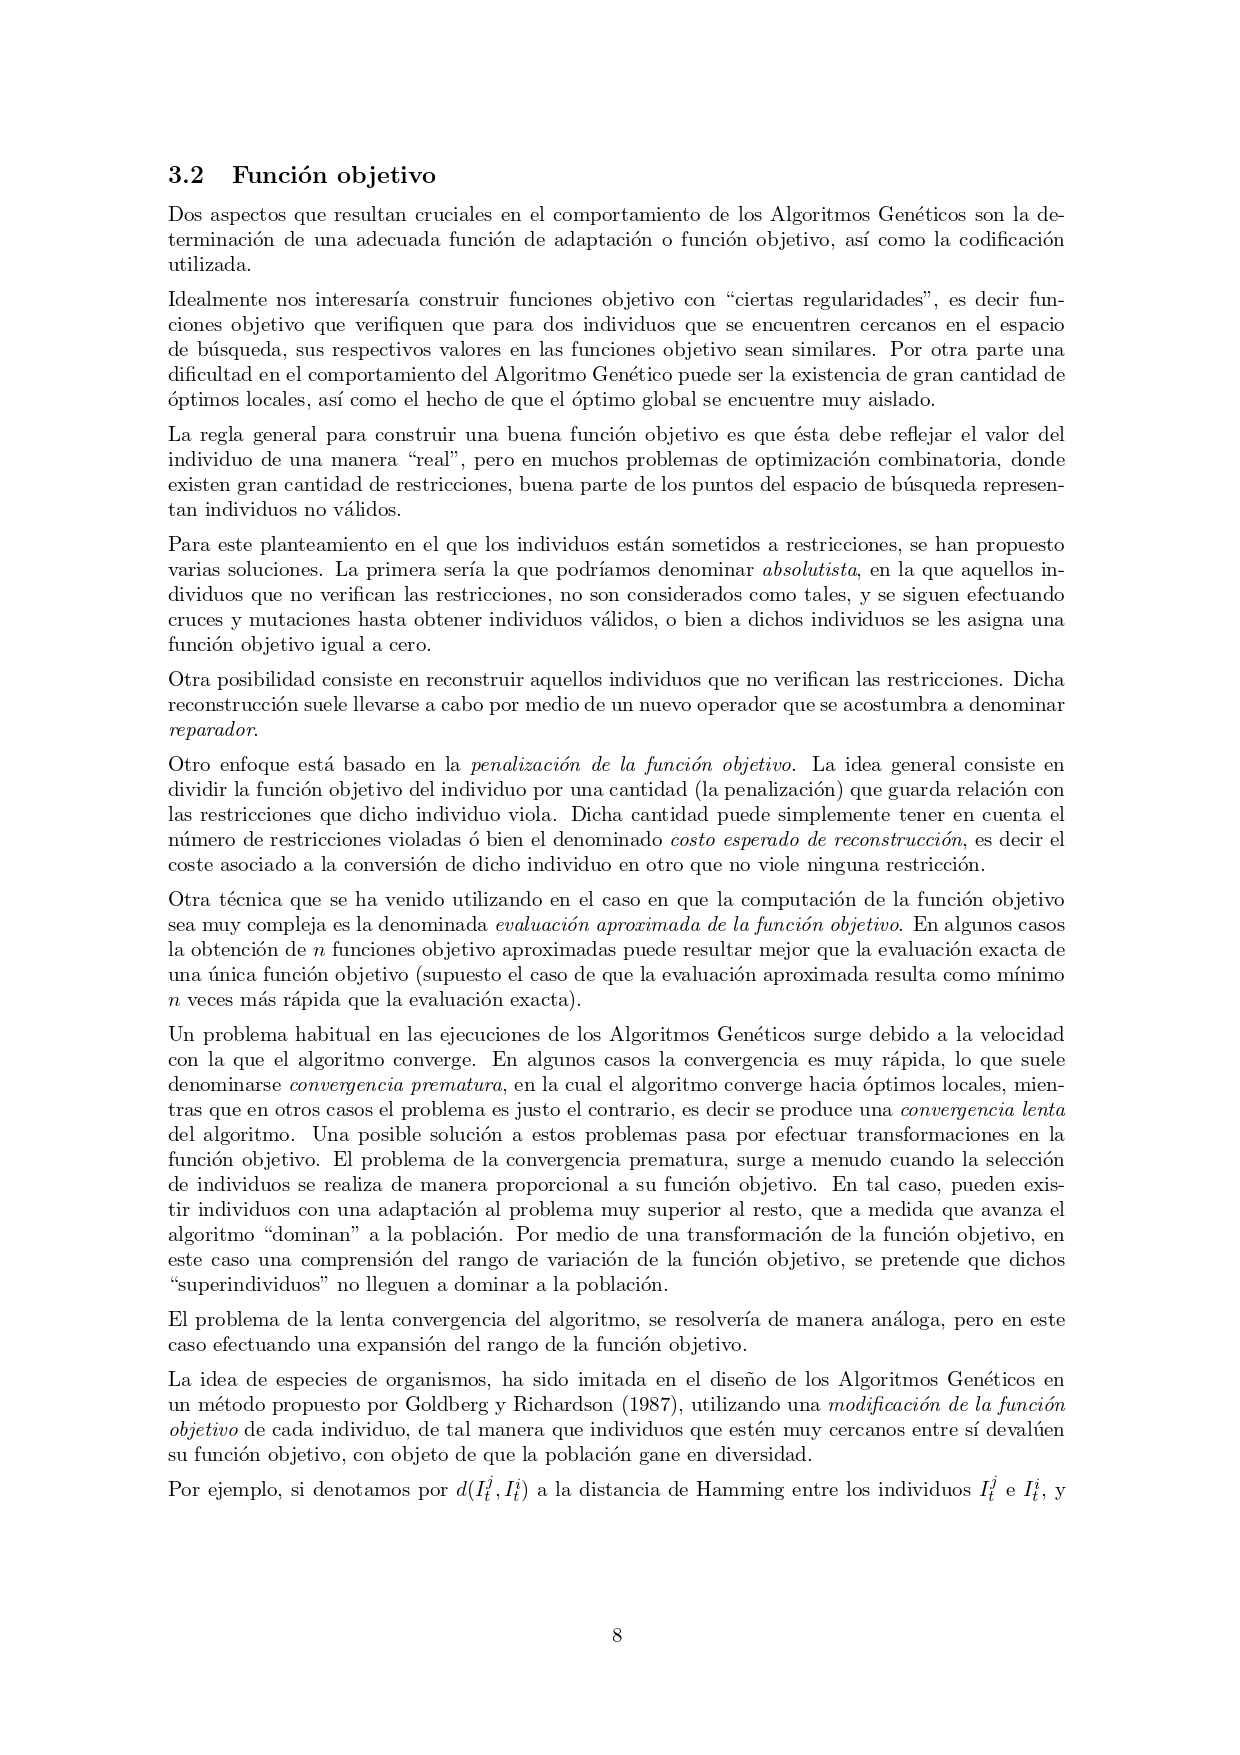 3.2 Función objetivo
Dos aspectos que resultan cruciales en el comportamiento de los Algoritmos Genéticos son la de-
terminación de una adecuada función de adaptación o función objetivo, así como la codificación
utilizada.
Idealmente nos interesaría construir funciones objetivo con “ciertas regularidades”, es decir fun-
ciones objetivo que verifiquen que para dos individuos que se encuentren cercanos en el espacio
de búsqueda, sus respectivos valores en las funciones objetivo sean similares. Por otra parte una
dificultad en el comportamiento del Algoritmo Genético puede ser la existencia de gran cantidad de
óptimos locales, así como el hecho de que el óptimo global se encuentre muy aislado.
La regla general para construir una buena función objetivo es que ésta debe reflejar el valor del
individuo de una manera “real”, pero en muchos problemas de optimización combinatoria, donde
existen gran cantidad de restricciones, buena parte de los puntos del espacio de búsqueda represen-
tan individuos no válidos.
Para este planteamiento en el que los individuos están sometidos a restricciones, se han propuesto
varias soluciones. La primera sería la que podríamos denominar absolutista, en la que aquellos in-
dividuos que no verifican las restricciones, no son considerados como tales, y se siguen efectuando
cruces y mutaciones hasta obtener individuos válidos, o bien a dichos individuos se les asigna una
función objetivo igual a cero.
Otra posibilidad consiste en reconstruir aquellos individuos que no verifican las restricciones. Dicha
reconstrucción suele llevarse a cabo por medio de un nuevo operador que se acostumbra a denominar
reparador.
Otro enfoque está basado en la penalización de la función objetivo. La idea general consiste en
dividir la función objetivo del individuo por una cantidad (la penalización) que guarda relación con
las restricciones que dicho individuo viola. Dicha cantidad puede simplemente tener en cuenta el
número de restricciones violadas ó bien el denominado costo esperado de reconstrucción, es decir el
coste asociado a la conversión de dicho individuo en otro que no viole ninguna restricción.
Otra técnica que se ha venido utilizando en el caso en que la computación de la función objetivo
sea muy compleja es la denominada evaluación aproximada de la función objetivo. En algunos casos
la obtención de n funciones objetivo aproximadas puede resultar mejor que la evaluación exacta de
una única función objetivo (supuesto el caso de que la evaluación aproximada resulta como mínimo
n veces más rápida que la evaluación exacta).
Un problema habitual en las ejecuciones de los Algoritmos Genéticos surge debido a la velocidad
con la que el algoritmo converge. En algunos casos la convergencia es muy rápida, lo que suele
denominarse convergencia prematura, en la cual el algoritmo converge hacia óptimos locales, mien-
tras que en otros casos el problema es justo el contrario, es decir se produce una convergencia lenta
del algoritmo. Una posible solución a estos problemas pasa por efectuar transformaciones en la
función objetivo. El problema de la convergencia prematura, surge a menudo cuando la selección
de individuos se realiza de manera proporcional a su función objetivo. En tal caso, pueden exis-
tir individuos con una adaptación al problema muy superior al resto, que a medida que avanza el
algoritmo “dominan” a la población. Por medio de una transformación de la función objetivo, en
este caso una comprensión del rango de variación de la función objetivo, se pretende que dichos
“superindividuos” no lleguen a dominar a la población.
El problema de la lenta convergencia del algoritmo, se resolvería de manera análoga, pero en este
caso efectuando una expansión del rango de la función objetivo.
La idea de especies de organismos, ha sido imitada en el diseño de los Algoritmos Genéticos en
un método propuesto por Goldberg y Richardson (1987), utilizando una modificación de la función
objetivo de cada individuo, de tal manera que individuos que estén muy cercanos entre sí devalúen
su función objetivo, con objeto de que la población gane en diversidad.
Por ejemplo, si denotamos por $d(I_t^j, I_t^i)$ a la distancia de Hamming entre los individuos $I_t^j$ e $I_t^i$, y
8